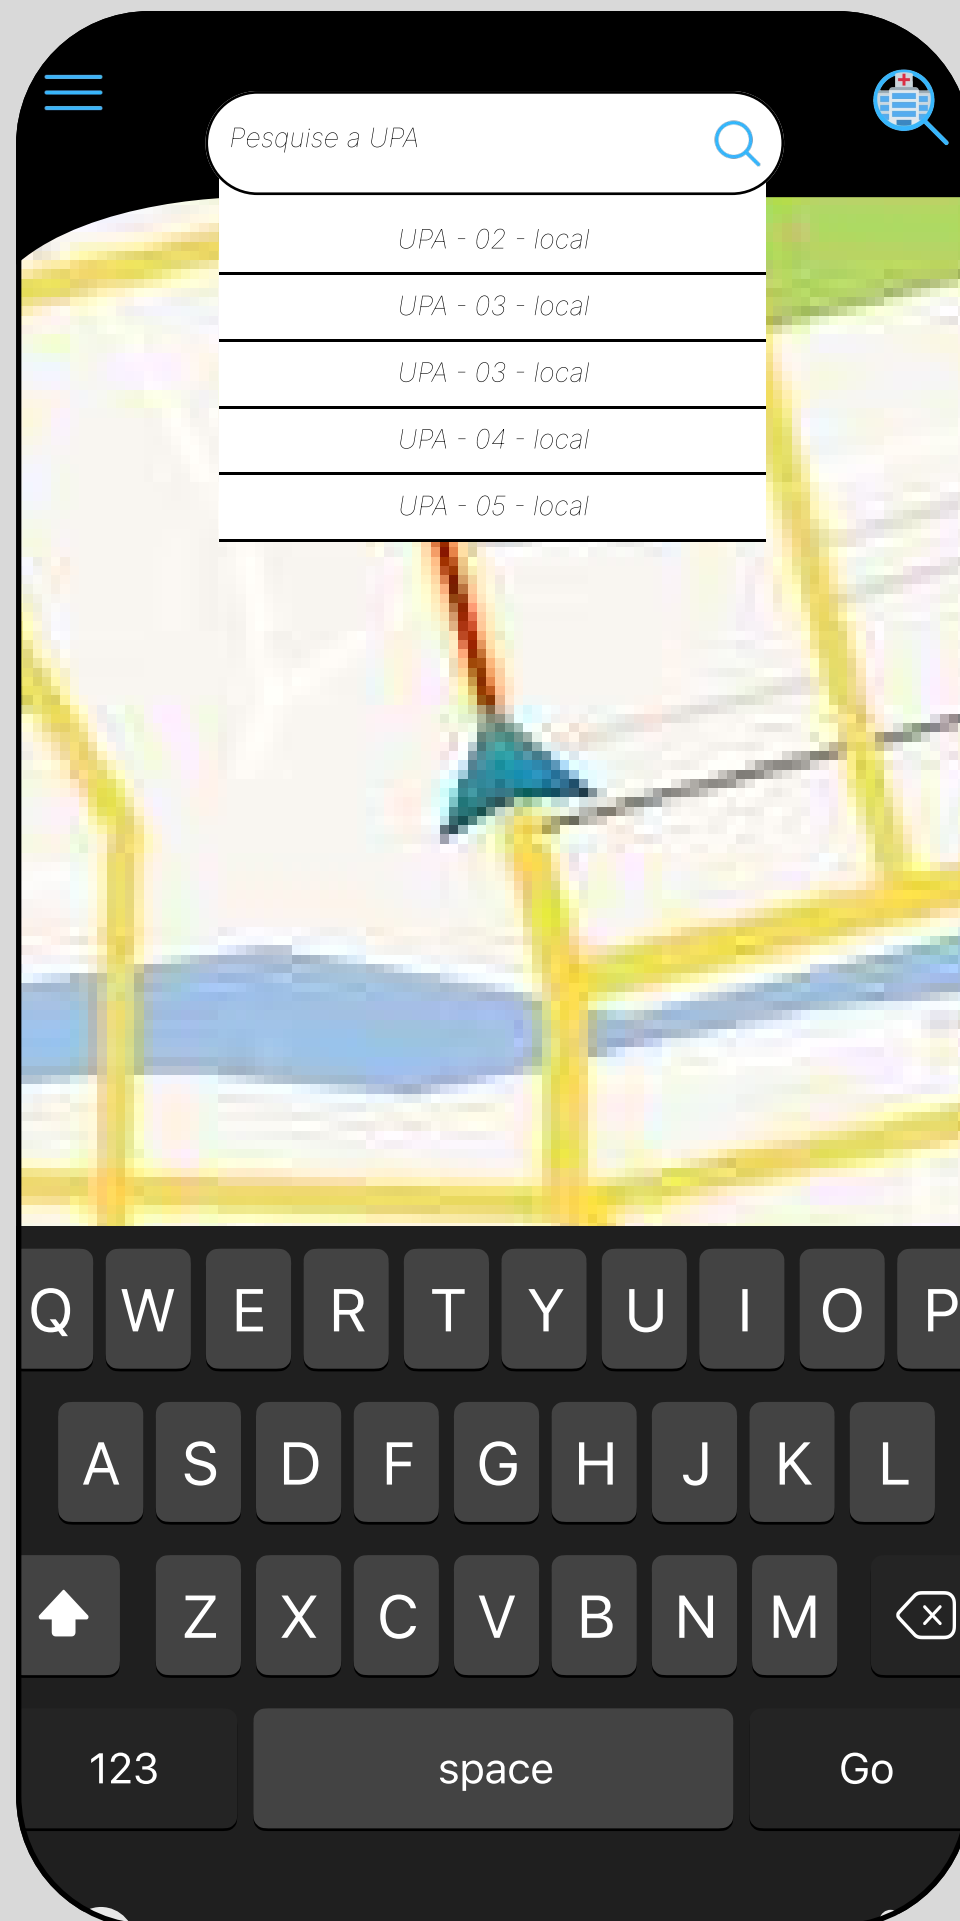 Pesquise a UPA
UPA - 02 - local
UPA - 03 - local
UPA - 03 - local
UPA - 04 - local
UPA - 05 - local
Q W E R T Y U I O P
A S D F G H J K L
Z X C V B N M
123 space Go